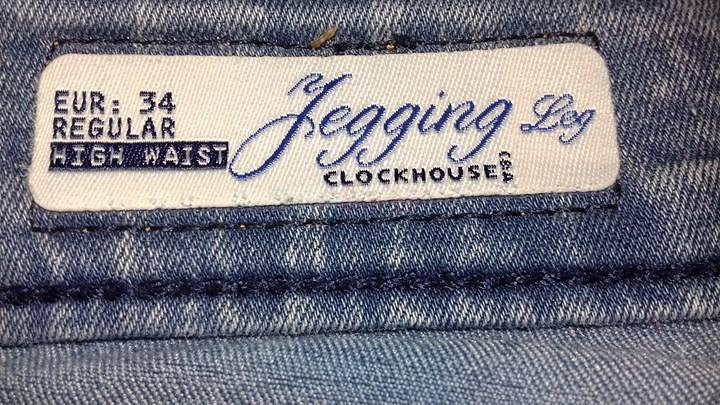 EUR: 34
REGULAR
HIGH WAIST
Jegging Leg
CLOCKHOUSE
C&A